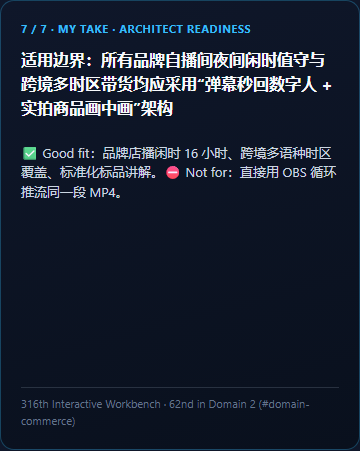 7 / 7 · MY TAKE · ARCHITECT READINESS
适用边界：所有品牌自播间夜间闲时值守与
跨境多时区带货均应采用“弹幕秒回数字人 +
实拍商品画中画”架构
✅ Good fit：品牌店播闲时 16 小时、跨境多语种时区
覆盖、标准化标品讲解。⛔ Not for：直接用 OBS 循环
推流同一段 MP4。
316th Interactive Workbench · 62nd in Domain 2 (#domain-
commerce)